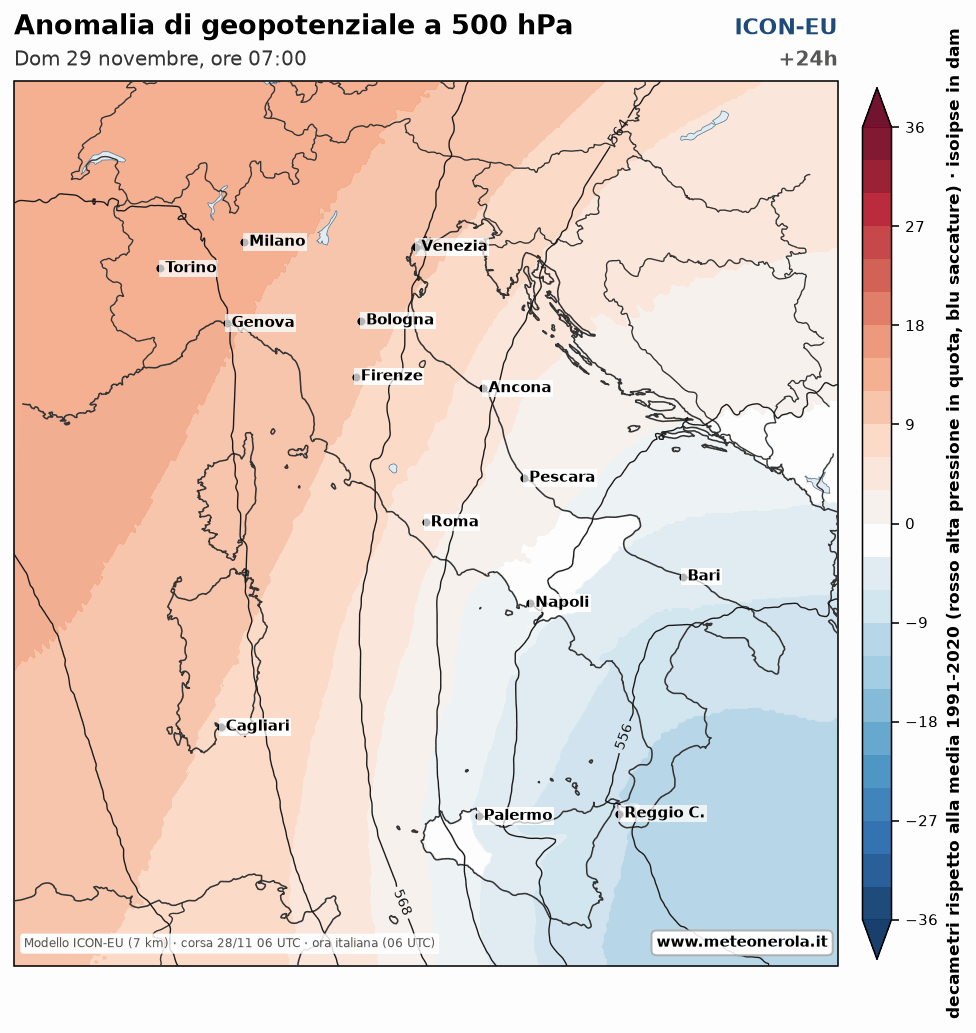 Anomalia di geopotenziale a 500 hPa
ICON-EU
Dom 29 novembre, ore 07:00
+24h
564
Milano
Venezia
Torino
Genova
Bologna
Firenze
Ancona
Pescara
Roma
Bari
Napoli
Cagliari
556
Palermo
Reggio C.
568
Modello ICON-EU (7 km) · corsa 28/11 06 UTC · ora italiana (06 UTC)
www.meteonerola.it
36
27
18
9
0
−9
−18
−27
−36
decametri rispetto alla media 1991-2020 (rosso alta pressione in quota, blu saccature) · isoipse in dam